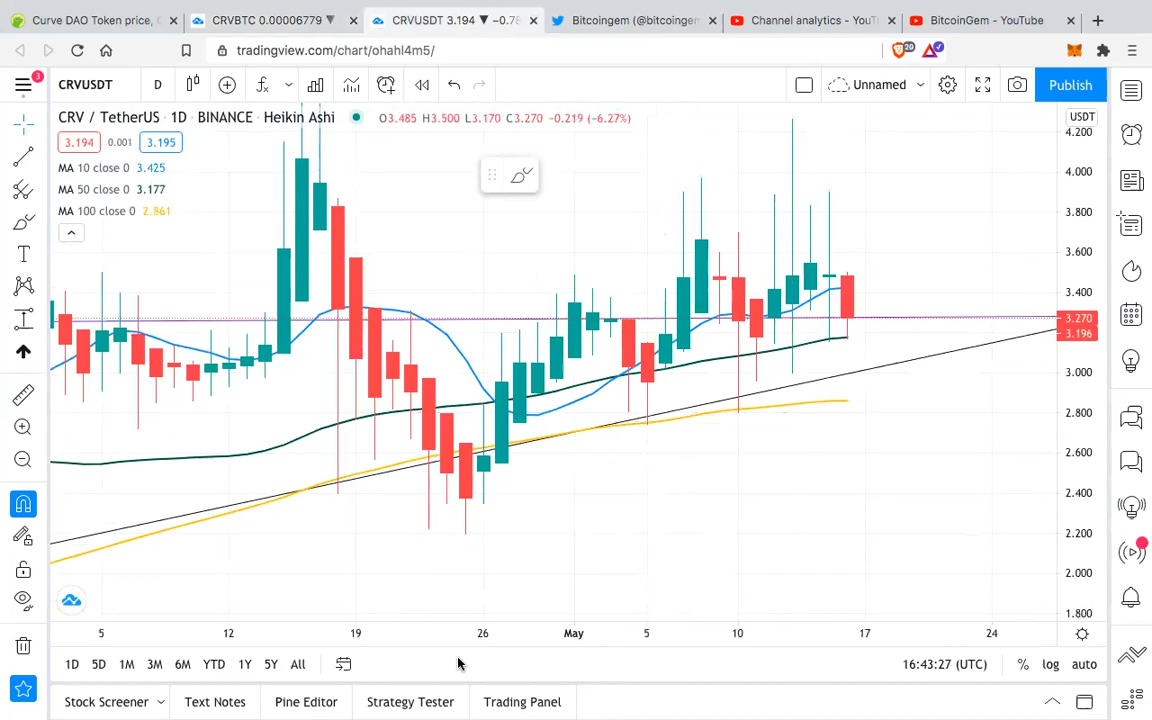 Curve DAO Token price, C
CRVBTC 0.00006779 ▼
CRVUSDT 3.194 ▼ −0.78
Bitcoingem (@bitcoingem
Channel analytics - YouTu
BitcoinGem - YouTube
tradingview.com/chart/ohahl4m5/
20
3
CRVUSDT
D
Unnamed
Publish
CRV / TetherUS · 1D · BINANCE · Heikin Ashi
O3.485 H3.500 L3.170 C3.270 −0.219 (−6.27%)
USDT
3.194 0.001 3.195
MA 10 close 0 3.425
MA 50 close 0 3.177
MA 100 close 0 2.861
4.200
4.000
3.800
3.600
3.400
3.270
3.196
3.000
2.800
2.600
2.400
2.200
2.000
1.800
5 12 19 26 May 5 10 17 24
1D 5D 1M 3M 6M YTD 1Y 5Y All
16:43:27 (UTC) % log auto
Stock Screener Text Notes Pine Editor Strategy Tester Trading Panel